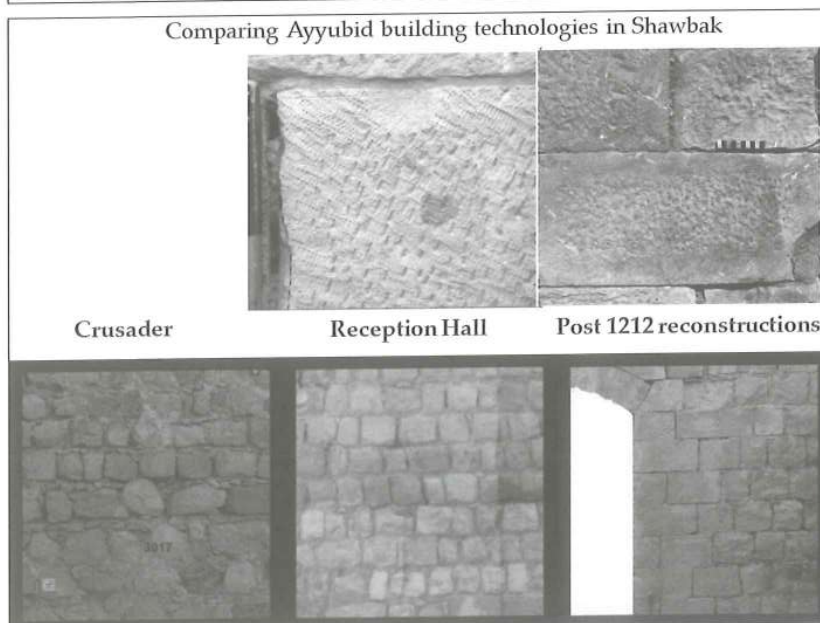 Comparing Ayyubid building technologies in Shawbak
Crusader Reception Hall Post 1212 reconstructions
3017